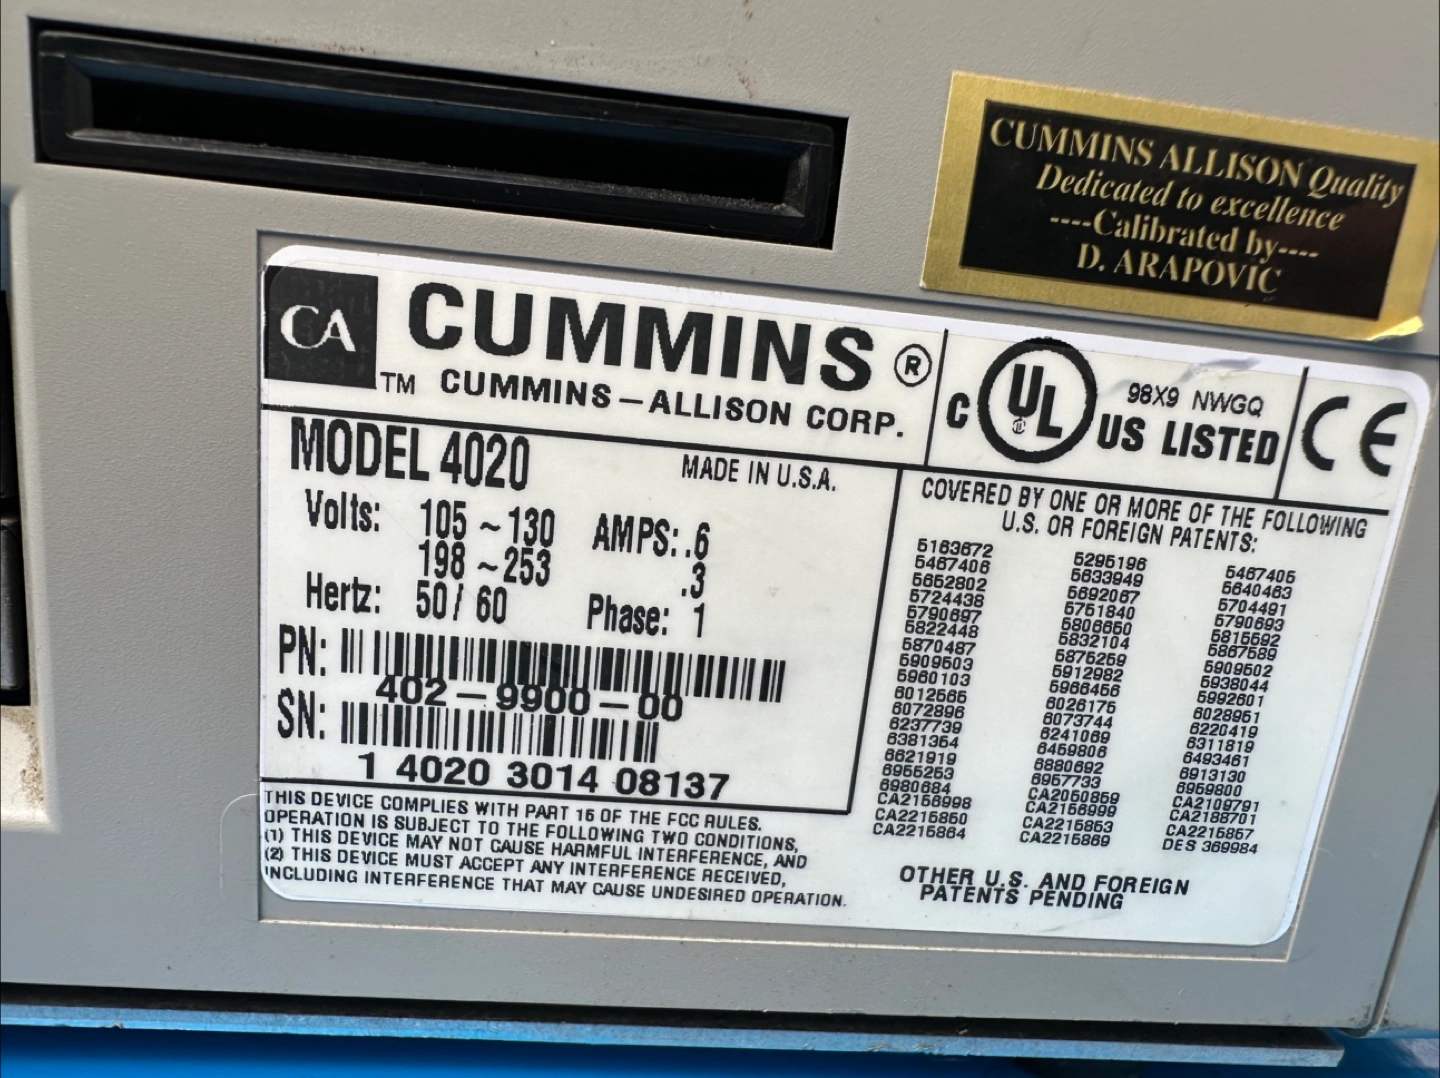 CUMMINS ALLISON Quality
Dedicated to excellence
----Calibrated by----
D. ARAPOVIC
CA
TM
CUMMINS ®
CUMMINS-ALLISON CORP.
C UL US LISTED
98X9 NWGQ
CE
MODEL 4020
MADE IN U.S.A.
Volts: 105 ~ 130 AMPS: .6
198 ~ 253 .3
Hertz: 50 / 60 Phase: 1
PN:
402-9900-00
SN:
1 4020 3014 08137
THIS DEVICE COMPLIES WITH PART 15 OF THE FCC RULES.
OPERATION IS SUBJECT TO THE FOLLOWING TWO CONDITIONS,
(1) THIS DEVICE MAY NOT CAUSE HARMFUL INTERFERENCE, AND
(2) THIS DEVICE MUST ACCEPT ANY INTERFERENCE RECEIVED,
INCLUDING INTERFERENCE THAT MAY CAUSE UNDESIRED OPERATION.
COVERED BY ONE OR MORE OF THE FOLLOWING
U.S. OR FOREIGN PATENTS:
5163672 5295196 5467405
5467406 5633949 5640463
5652802 5692067 5704491
5724438 5751840 5790693
5790697 5806650 5815592
5822448 5832104 5867589
5870487 5875259 5909502
5909503 5912982 5938044
5960103 5966456 5992601
6012565 6026175 6028951
6072896 6073744 6220419
6237739 6241069 6311819
6381354 6459806 6493461
6621919 6880692 6913130
6955253 6957733 6959800
6980684 CA2050859 CA2109791
CA2156998 CA2156999 CA2188701
CA2215850 CA2215853 CA2215857
CA2215864 CA2215869 DES 369984
OTHER U.S. AND FOREIGN
PATENTS PENDING